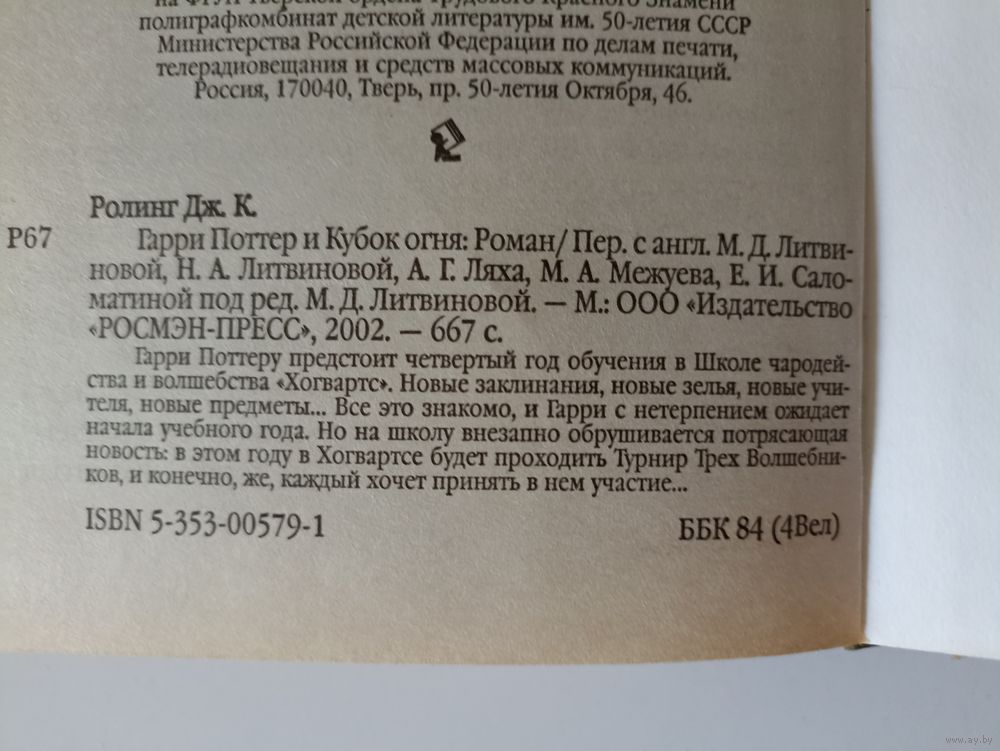 на ФГУП Тверской ордена Трудового Красного Знамени
полиграфкомбинат детской литературы им. 50-летия СССР
Министерства Российской Федерации по делам печати,
телерадиовещания и средств массовых коммуникаций.
Россия, 170040, Тверь, пр. 50-летия Октября, 46.
Ролинг Дж. К.
Р67
Гарри Поттер и Кубок огня: Роман/ Пер. с англ. М. Д. Литви-
новой, Н. А. Литвиновой, А. Г. Ляха, М. А. Межуева, Е. И. Сало-
матиной под ред. М. Д. Литвиновой. — М.: ООО «Издательство
«РОСМЭН-ПРЕСС», 2002. — 667 с.
Гарри Поттеру предстоит четвертый год обучения в Школе чародей-
ства и волшебства «Хогвартс». Новые заклинания, новые зелья, новые учи-
теля, новые предметы... Все это знакомо, и Гарри с нетерпением ожидает
начала учебного года. Но на школу внезапно обрушивается потрясающая
новость: в этом году в Хогвартсе будет проходить Турнир Трех Волшебни-
ков, и конечно, же, каждый хочет принять в нем участие...
ISBN 5-353-00579-1
ББК 84 (4Вел)
www.ay.by